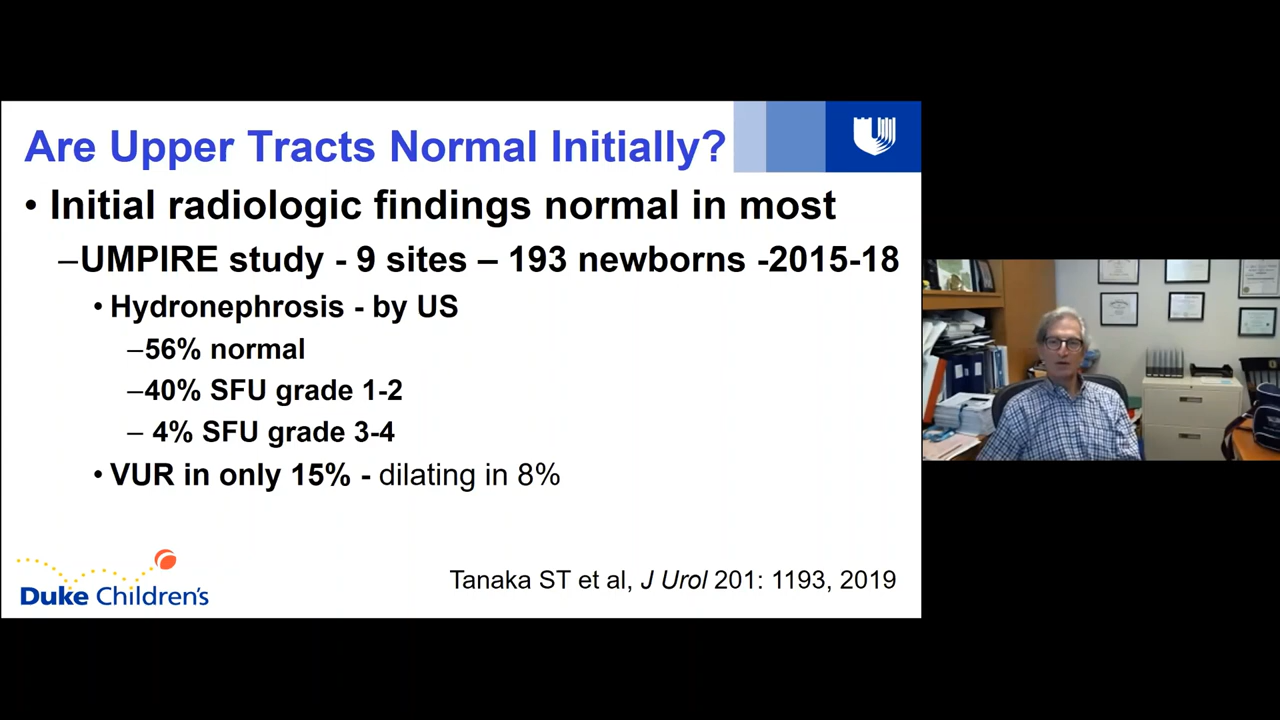 Are Upper Tracts Normal Initially?
• Initial radiologic findings normal in most
–UMPIRE study - 9 sites – 193 newborns -2015-18
• Hydronephrosis - by US
–56% normal
–40% SFU grade 1-2
– 4% SFU grade 3-4
• VUR in only 15% - dilating in 8%
Tanaka ST et al, J Urol 201: 1193, 2019
Duke Children's